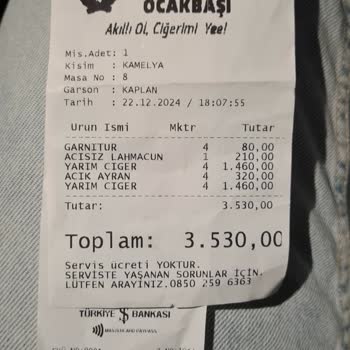 OCAKBAŞI
Akıllı Ol, Ciğerimi Yee!
Mis.Adet: 1
Kisim : KAMELYA
Masa No : 8
Garson : KAPLAN
Tarih : 22.12.2024 / 18:07:55
Urun Ismi Mktr Tutar
GARNITUR 4 80,00
ACISIZ LAHMACUN 1 210,00
YARIM CIGER 4 1.460,00
ACIK AYRAN 4 320,00
YARIM CIGER 4 1.460,00
Tutar: 3.530,00
Toplam: 3.530,00
Servis ücreti YOKTUR.
SERVİSTE YAŞANAN SORUNLAR İÇİN.
LÜTFEN ARAYINIZ.0850 259 6363
TÜRKİYE İŞ BANKASI